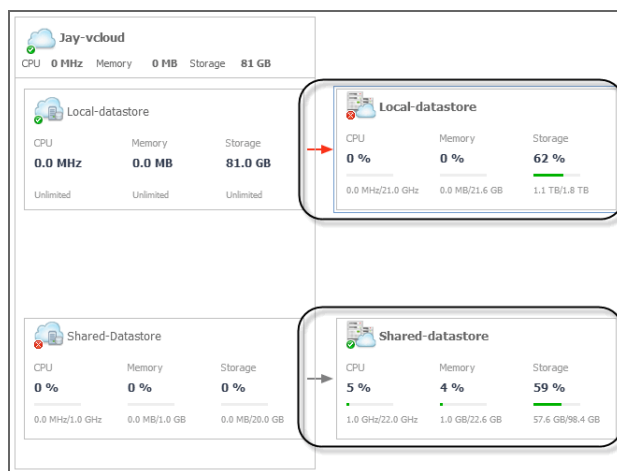 Jay-vcloud
CPU 0 MHz Memory 0 MB Storage 81 GB
Local-datastore
CPU Memory Storage
0.0 MHz 0.0 MB 81.0 GB
Unlimited Unlimited Unlimited
Local-datastore
CPU Memory Storage
0 % 0 % 62 %
0.0 MHz/21.0 GHz 0.0 MB/21.6 GB 1.1 TB/1.8 TB
Shared-Datastore
CPU Memory Storage
0 % 0 % 0 %
0.0 MHz/1.0 GHz 0.0 MB/1.0 GB 0.0 MB/20.0 GB
Shared-datastore
CPU Memory Storage
5 % 4 % 59 %
1.0 GHz/22.0 GHz 1.0 GB/22.6 GB 57.6 GB/98.4 GB